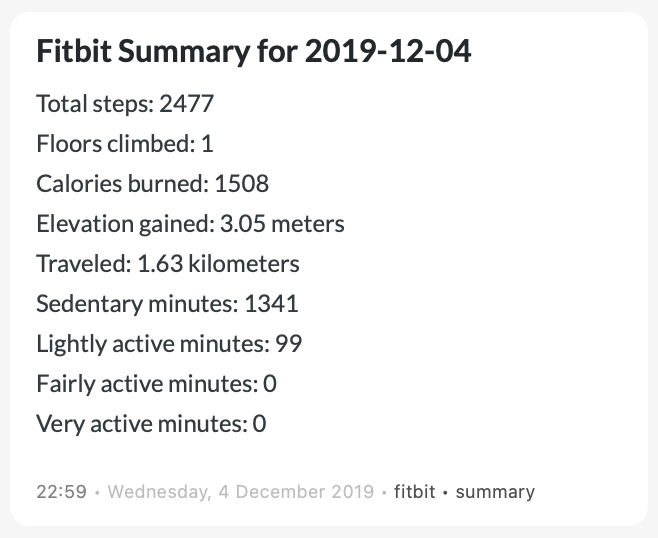 Fitbit Summary for 2019-12-04
Total steps: 2477
Floors climbed: 1
Calories burned: 1508
Elevation gained: 3.05 meters
Traveled: 1.63 kilometers
Sedentary minutes: 1341
Lightly active minutes: 99
Fairly active minutes: 0
Very active minutes: 0
22:59 • Wednesday, 4 December 2019 • fitbit • summary